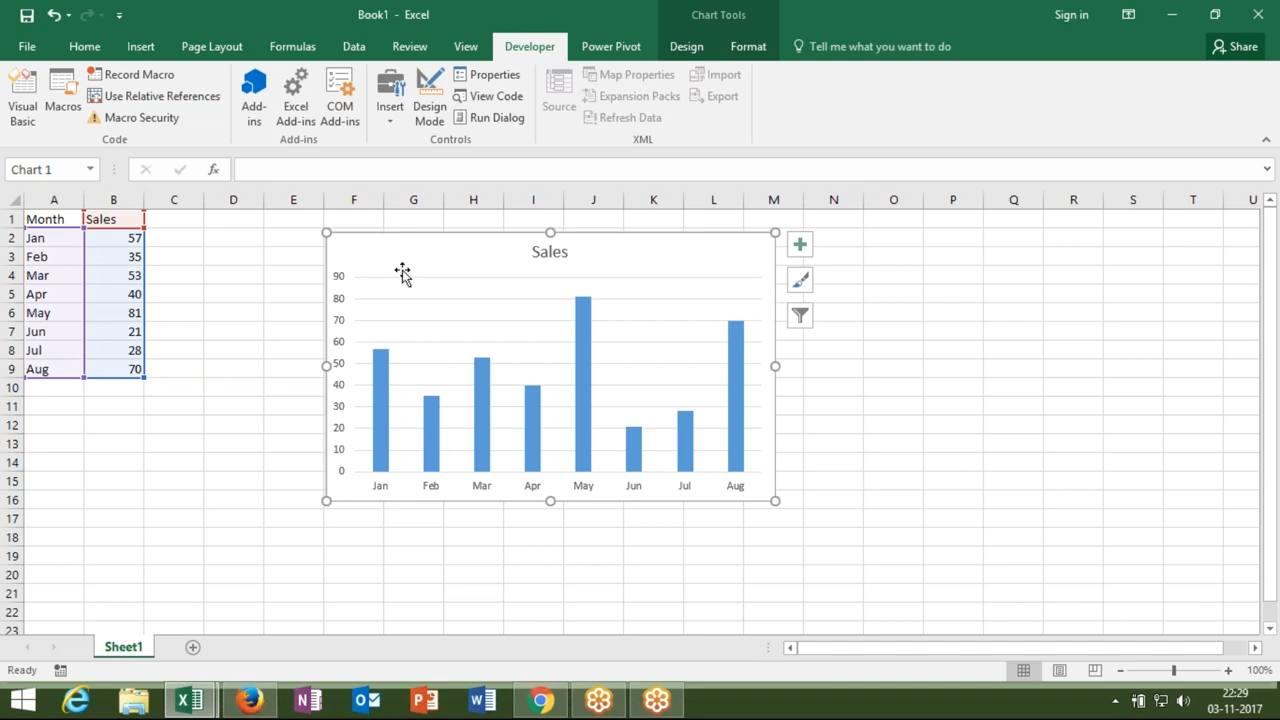 Book1 - Excel
Chart Tools
Sign in
File Home Insert Page Layout Formulas Data Review View Developer Power Pivot Design Format Tell me what you want to do Share
Visual Basic
Macros
Record Macro
Use Relative References
Macro Security
Code
Add-ins
Excel Add-ins
COM Add-ins
Add-ins
Insert
Design Mode
Properties
View Code
Run Dialog
Controls
Source
Map Properties
Expansion Packs
Refresh Data
Import
Export
XML
Chart 1
fx
A B C D E F G H I J K L M N O P Q R S T U
1 Month Sales
2 Jan 57
3 Feb 35
4 Mar 53
5 Apr 40
6 May 81
7 Jun 21
8 Jul 28
9 Aug 70
10
11
12
13
14
15
16
17
18
19
20
21
22
23
Sales
90
80
70
60
50
40
30
20
10
0
Jan Feb Mar Apr May Jun Jul Aug
Sheet1
Ready
100%
22:29
03-11-2017